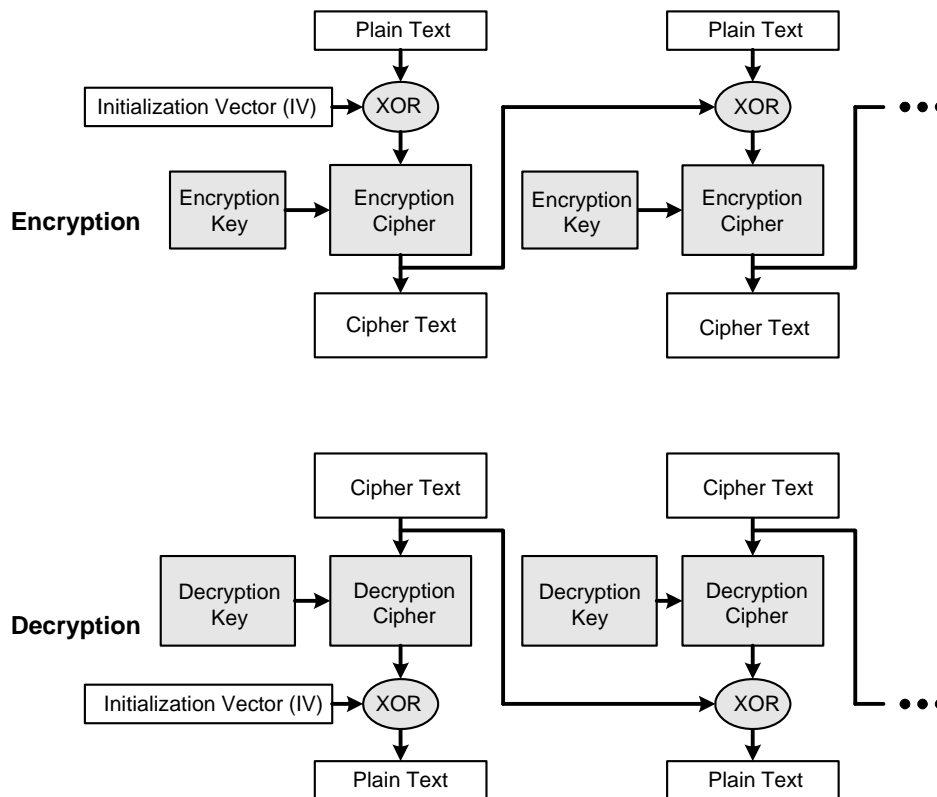 Plain Text
Plain Text
Initialization Vector (IV)
XOR
XOR
Encryption
Encryption
Key
Encryption
Cipher
Encryption
Key
Encryption
Cipher
Cipher Text
Cipher Text
Cipher Text
Cipher Text
Decryption
Decryption
Key
Decryption
Cipher
Decryption
Key
Decryption
Cipher
Initialization Vector (IV)
XOR
XOR
Plain Text
Plain Text